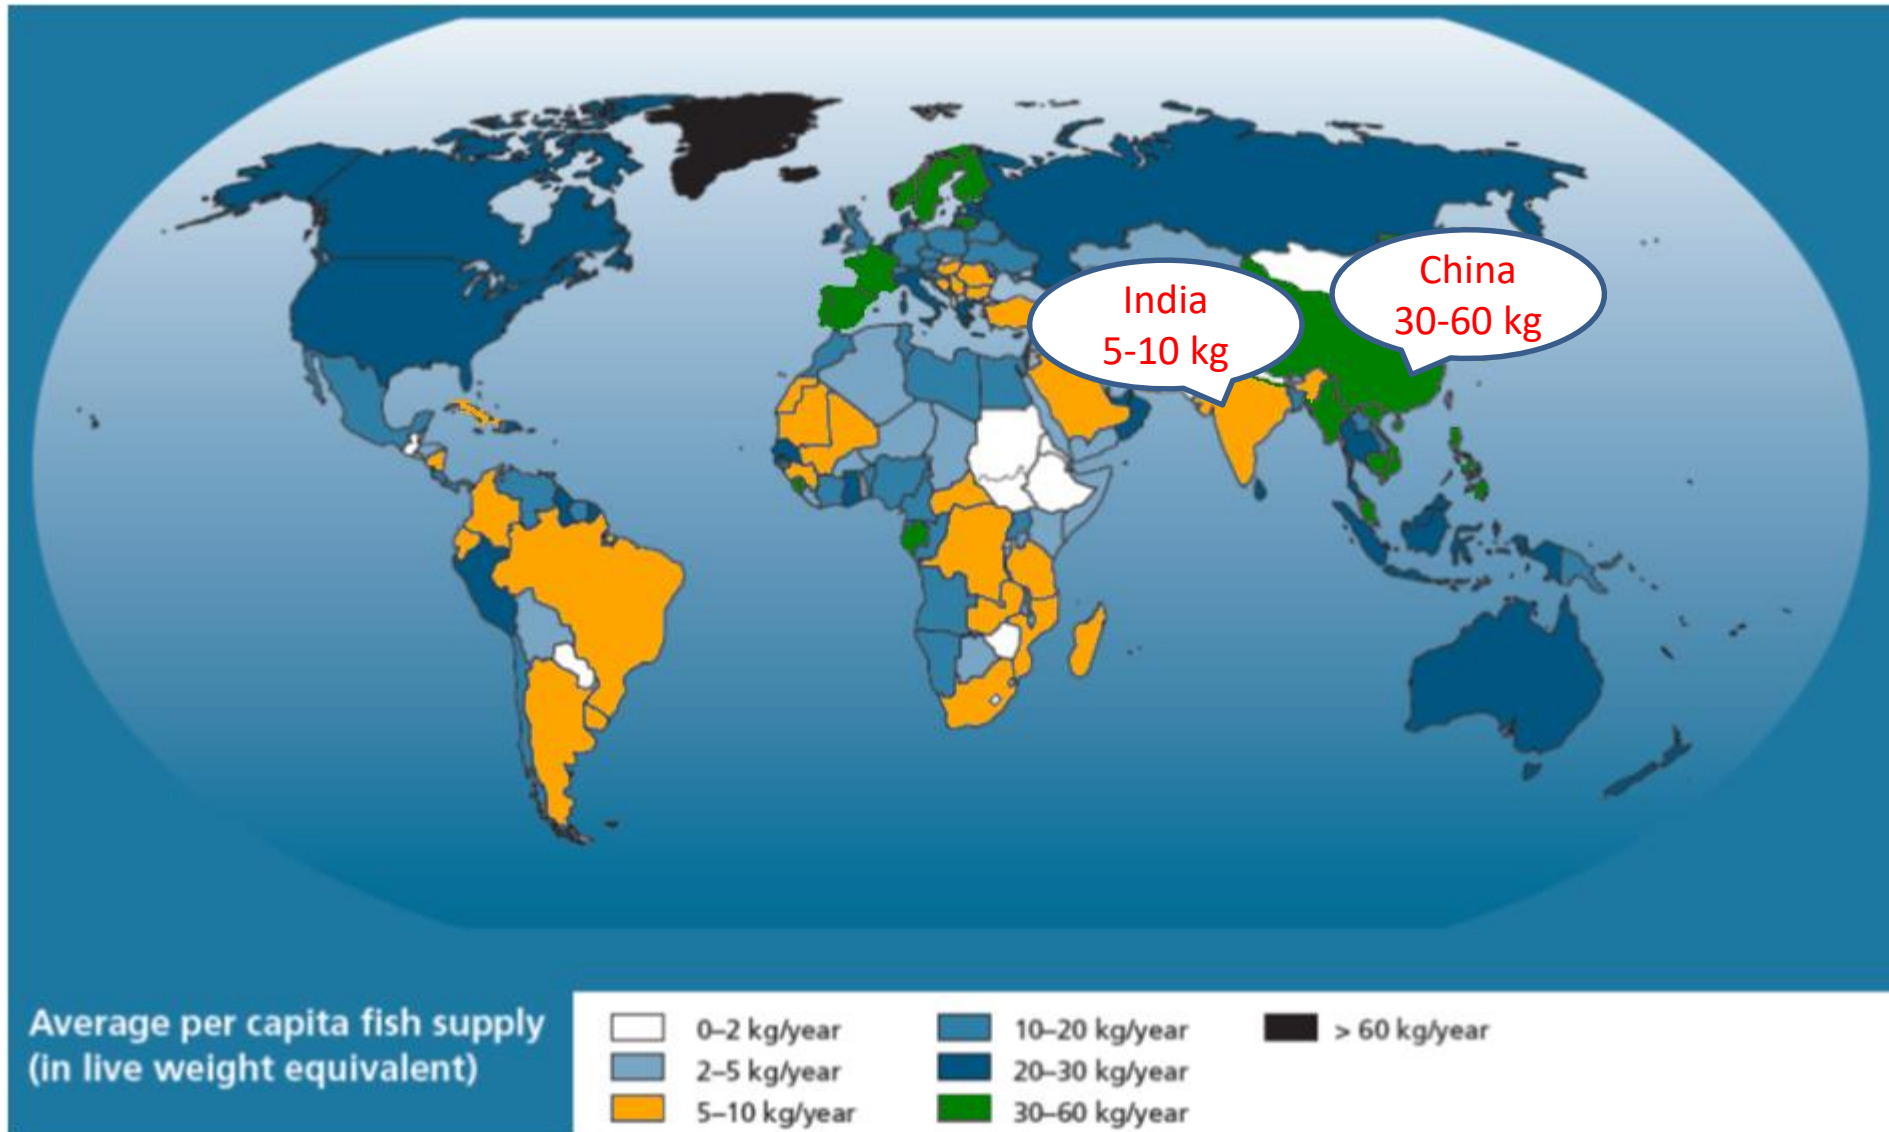 India
5-10 kg
China
30-60 kg
Average per capita fish supply
(in live weight equivalent)
0–2 kg/year
2–5 kg/year
5–10 kg/year
10–20 kg/year
20–30 kg/year
30–60 kg/year
> 60 kg/year